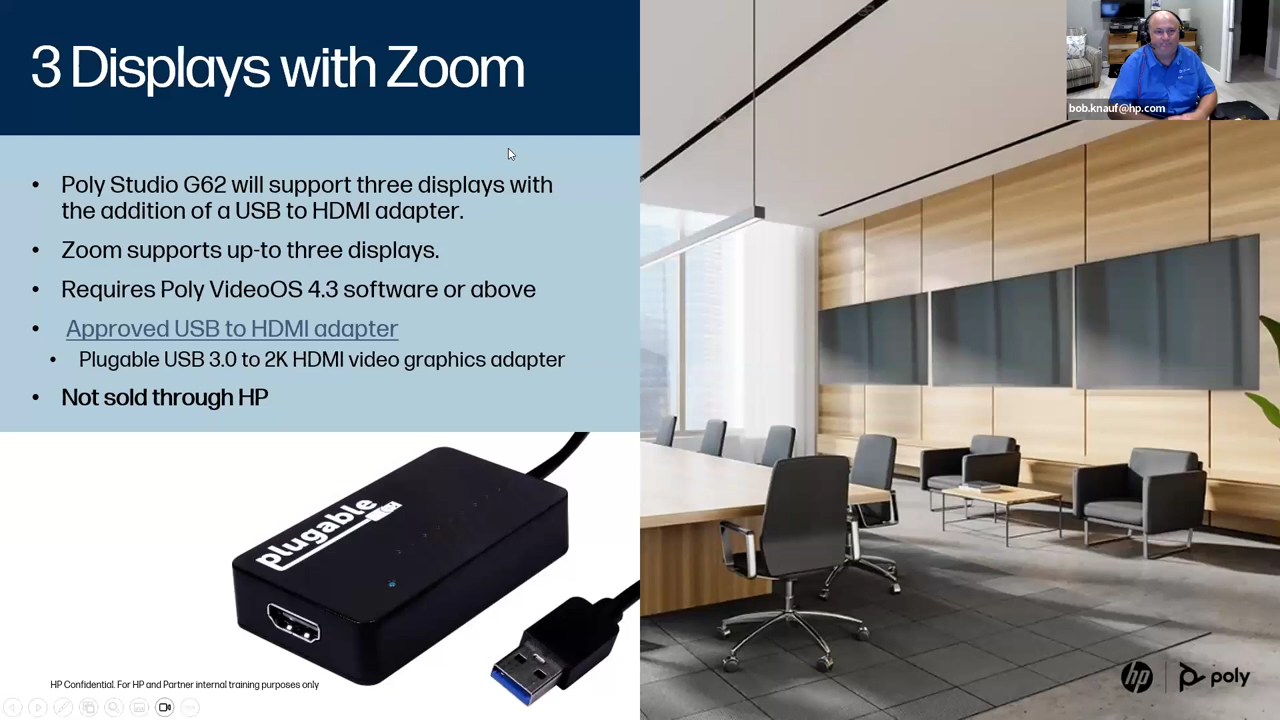 3 Displays with Zoom
bob.knauf@hp.com
• Poly Studio G62 will support three displays with
the addition of a USB to HDMI adapter.
• Zoom supports up-to three displays.
• Requires Poly VideoOS 4.3 software or above
• Approved USB to HDMI adapter
• Plugable USB 3.0 to 2K HDMI video graphics adapter
• Not sold through HP
plugable
HP Confidential. For HP and Partner internal training purposes only
hp poly